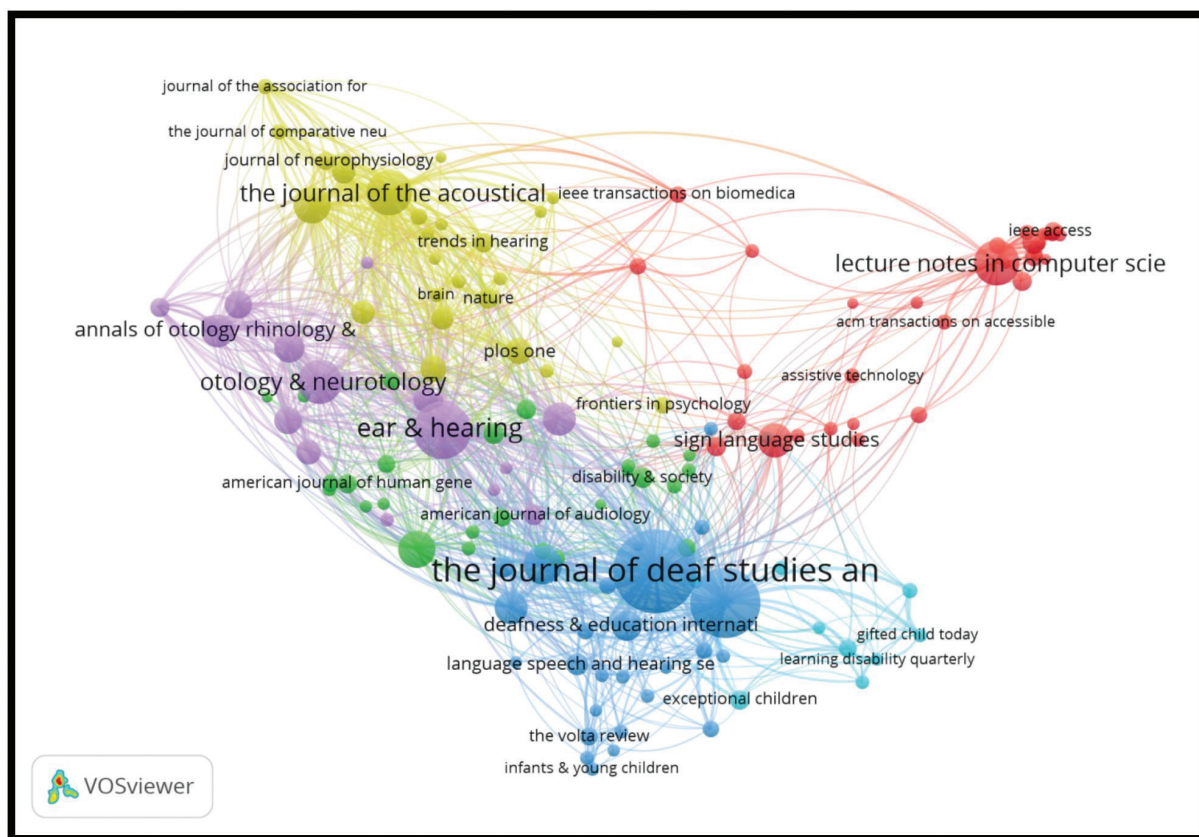 journal of the association for
the journal of comparative neu
journal of neurophysiology
the journal of the acoustical
ieee transactions on biomedica
trends in hearing
ieee access
lecture notes in computer scie
brain
nature
acm transactions on accessible
annals of otology rhinology &
plos one
otology & neurotology
assistive technology
frontiers in psychology
ear & hearing
sign language studies
american journal of human gene
disability & society
american journal of audiology
the journal of deaf studies an
deafness & education internati
gifted child today
language speech and hearing se
learning disability quarterly
exceptional children
the volta review
infants & young children
VOSviewer